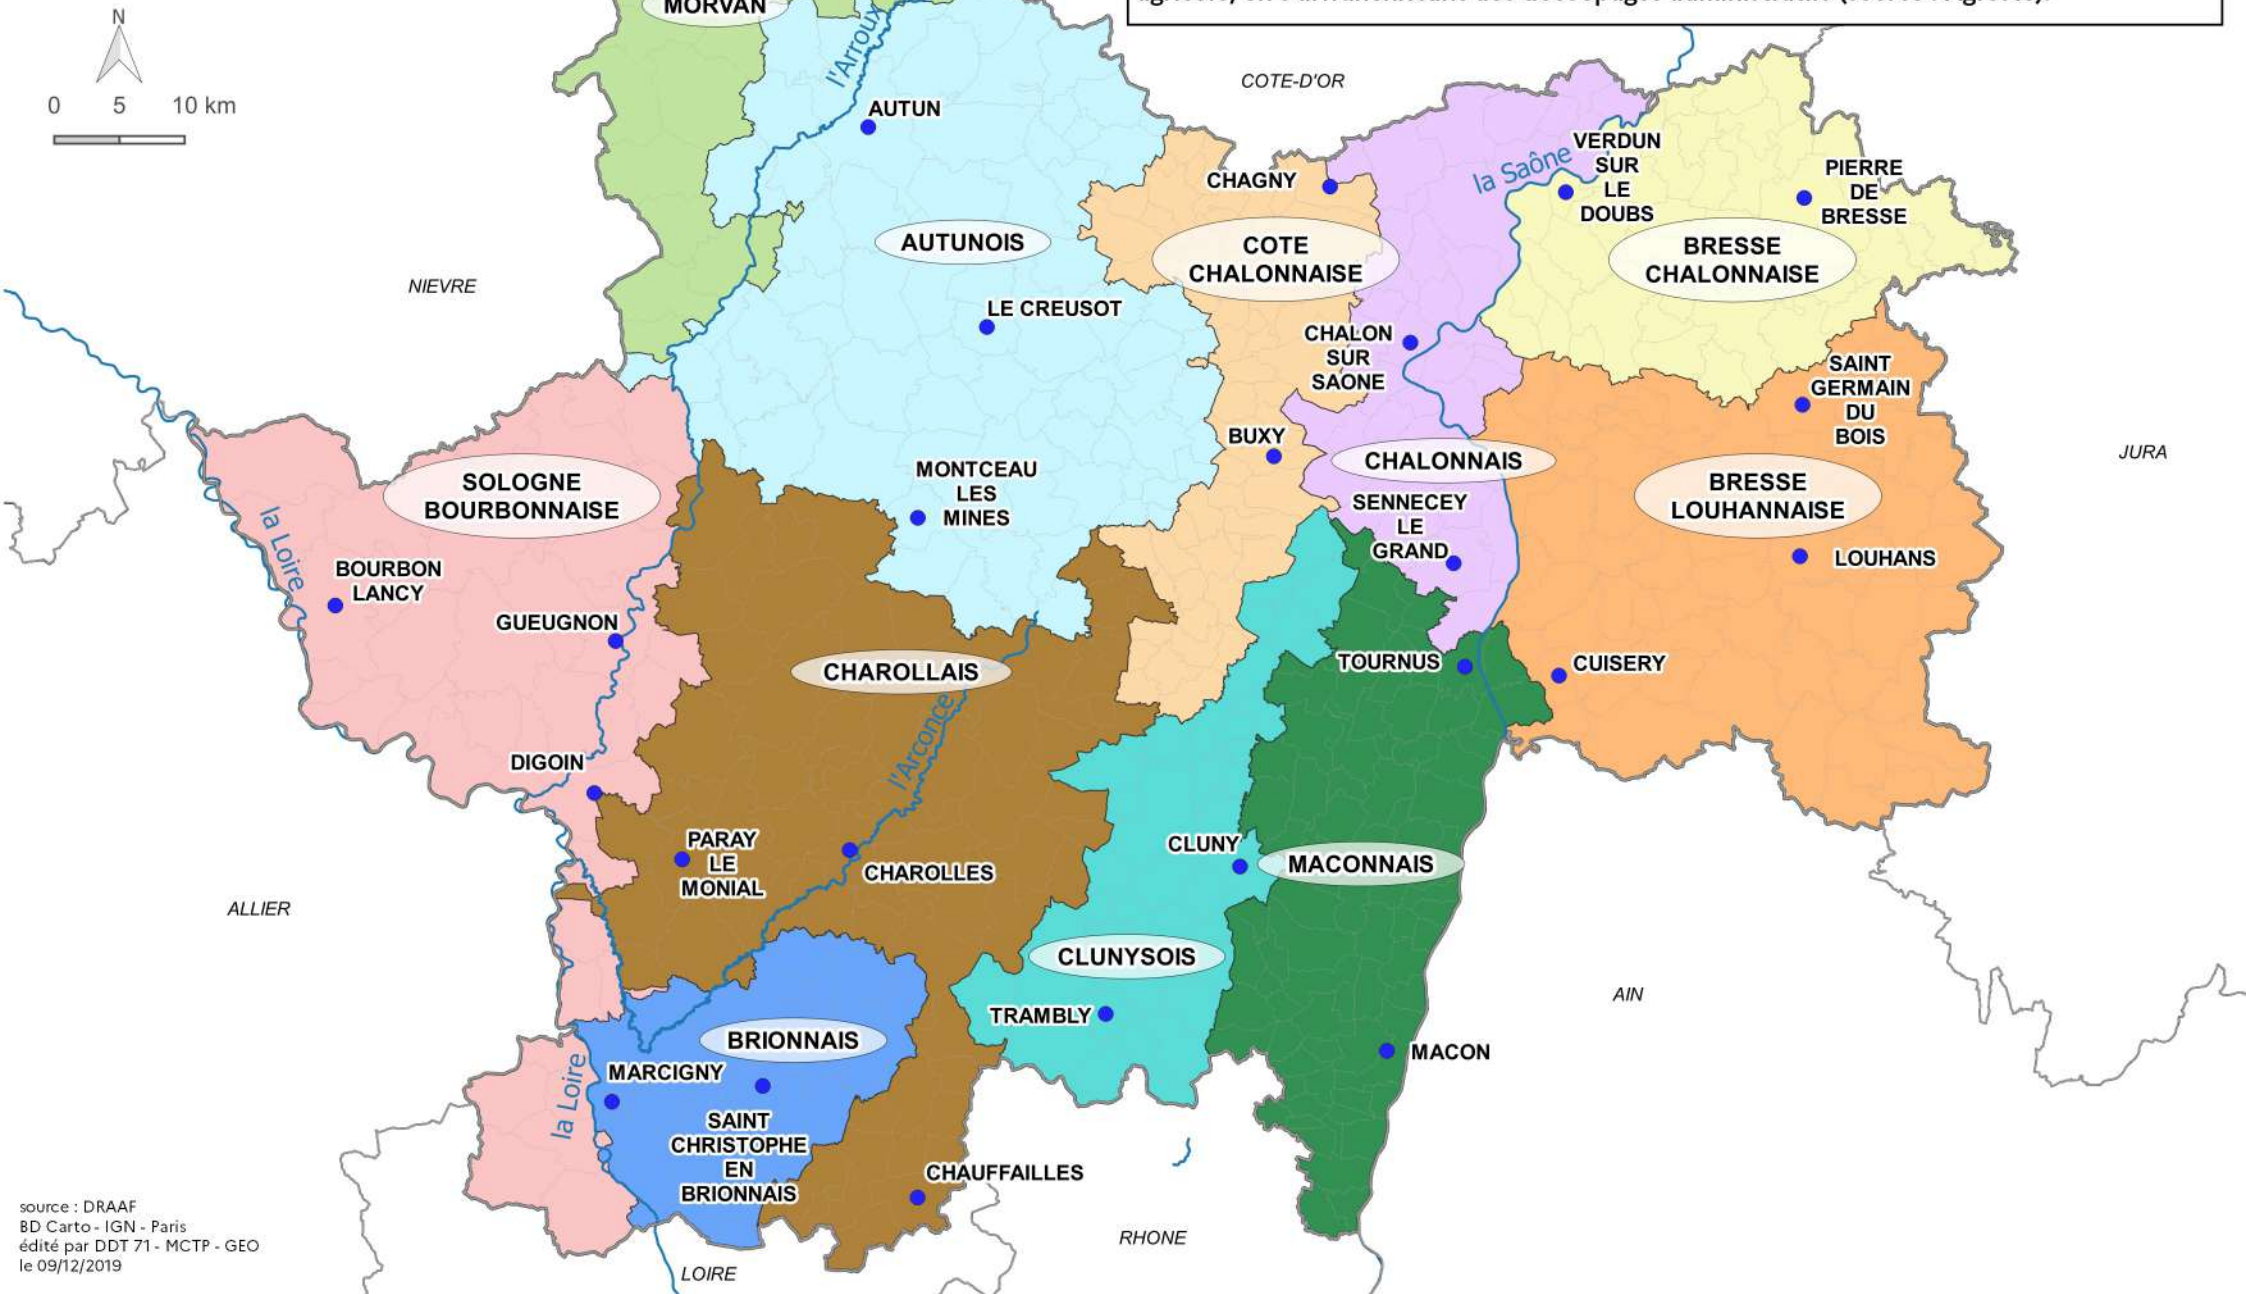 MORVAN
N
0 5 10 km
l'Arroux
COTE-D'OR
AUTUN
la Saône
VERDUN
SUR
LE
DOUBS
PIERRE
DE
BRESSE
CHAGNY
AUTUNOIS
COTE
CHALONNAISE
BRESSE
CHALONNAISE
NIEVRE
LE CREUSOT
CHALON
SUR
SAONE
SAINT
GERMAIN
DU
BOIS
BUXY
CHALONNAIS
JURA
SOLOGNE
BOURBONNAISE
MONTCEAU
LES
MINES
SENNECEY
LE
GRAND
BRESSE
LOUHANNAISE
la Loire
BOURBON
LANCY
LOUHANS
GUEUGNON
CHAROLLAIS
TOURNUS
CUISERY
l'Arconce
DIGOIN
PARAY
LE
MONIAL
CHAROLLES
CLUNY
MACONNAIS
ALLIER
CLUNYSOIS
AIN
TRAMBLY
BRIONNAIS
MACON
la Loire
MARCIGNY
SAINT
CHRISTOPHE
EN
BRIONNAIS
CHAUFFAILLES
source : DRAAF
BD Carto - IGN - Paris
édité par DDT 71 - MCTP - GEO
le 09/12/2019
RHONE
LOIRE